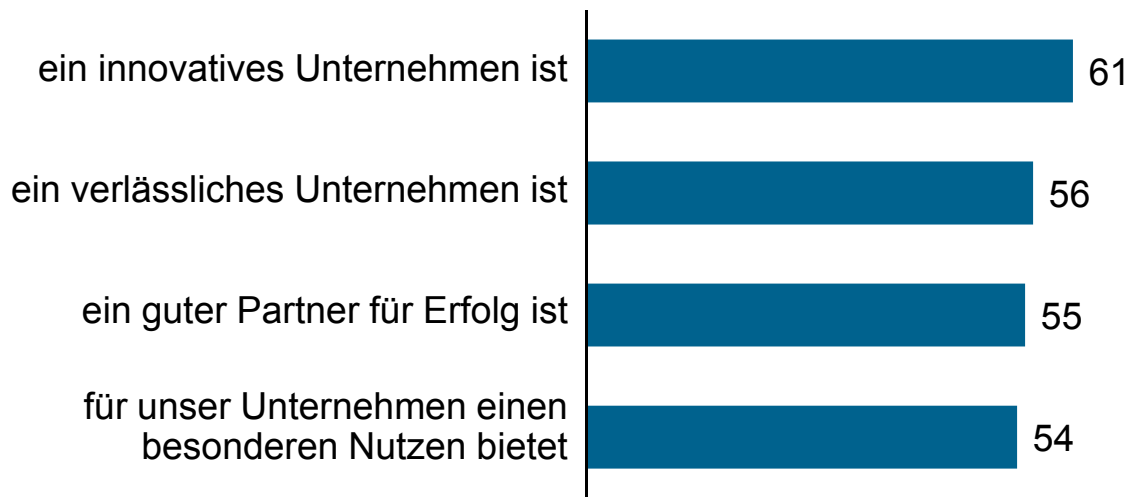 ein innovatives Unternehmen ist 61
ein verlässliches Unternehmen ist 56
ein guter Partner für Erfolg ist 55
für unser Unternehmen einen
besonderen Nutzen bietet 54